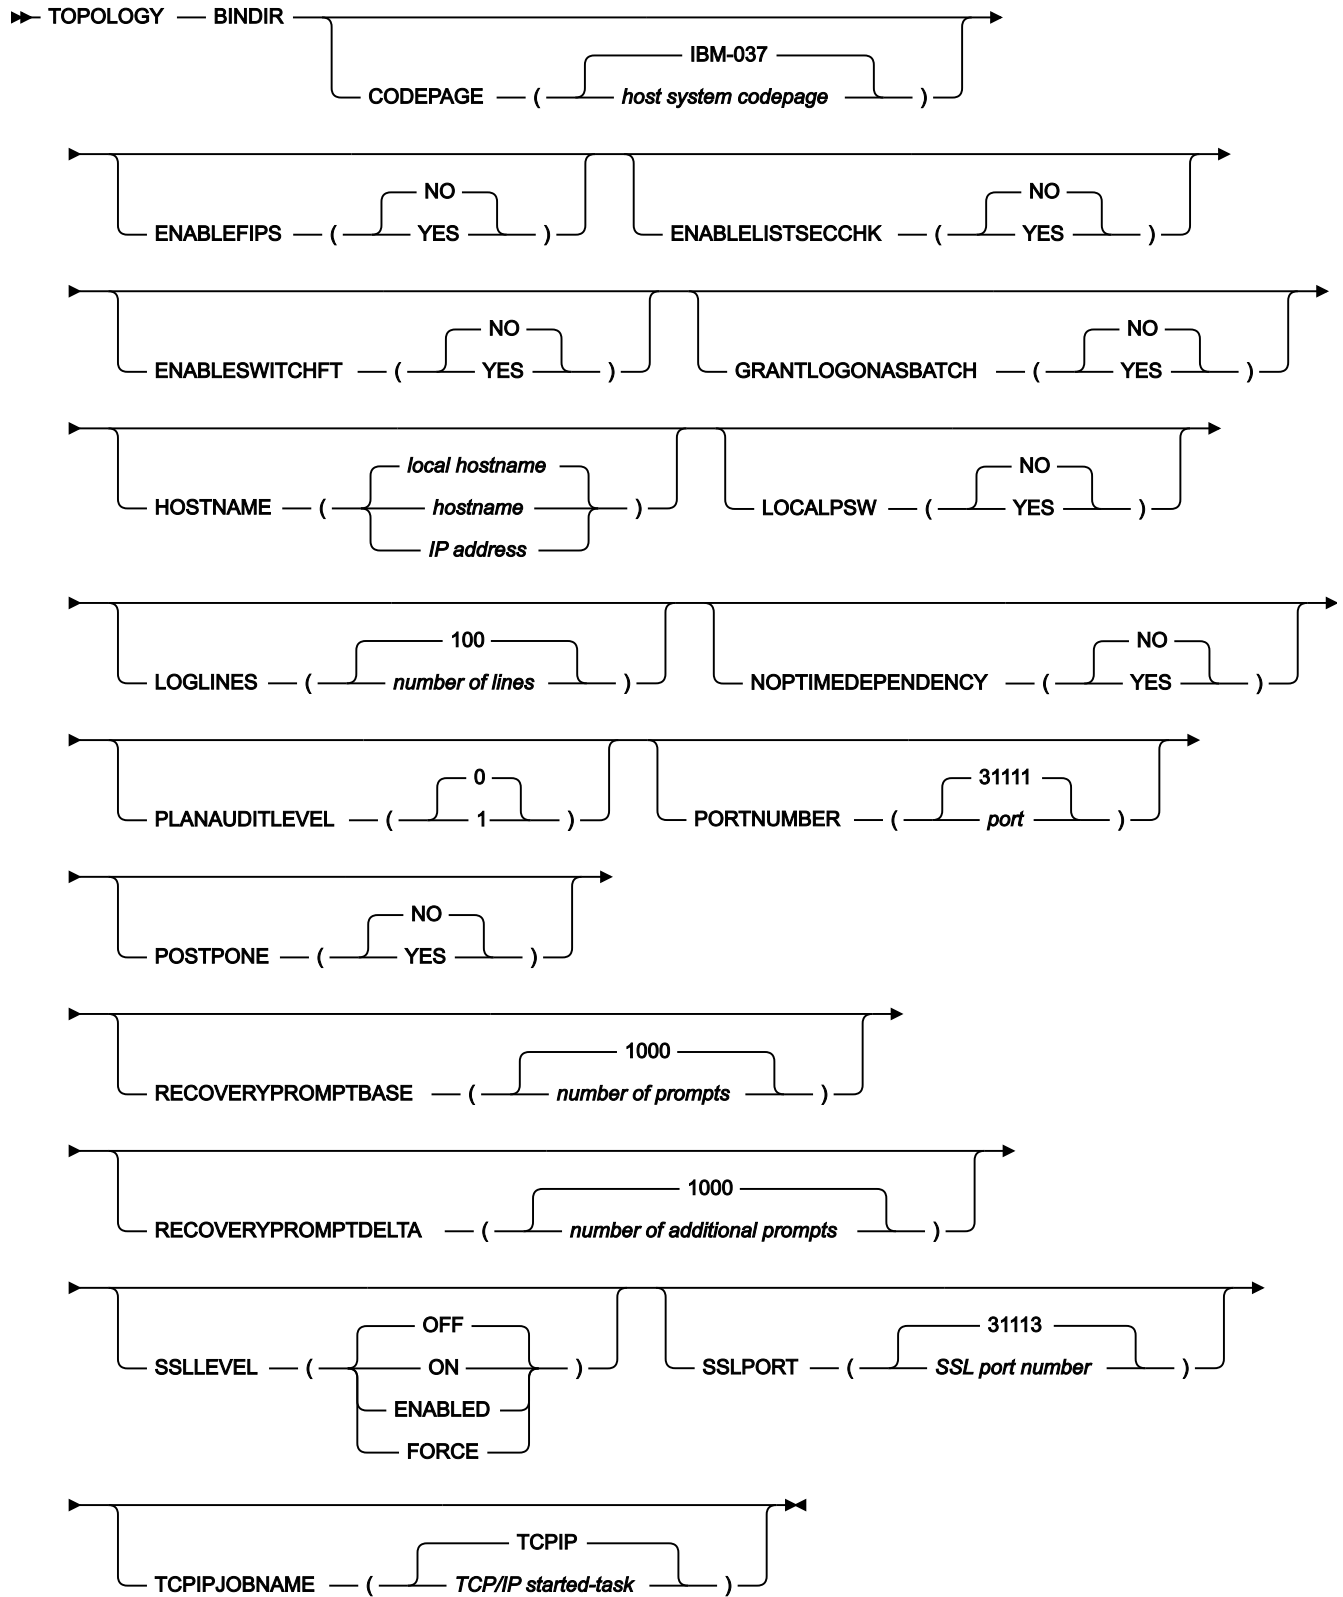 TOPOLOGY BINDIR
IBM-037
CODEPAGE ( host system codepage )
NO NO
ENABLEFIPS ( YES ) ENABLELISTSECCHK ( YES )
NO NO
ENABLESWITCHFT ( YES ) GRANTLOGONASBATCH ( YES )
local hostname NO
HOSTNAME ( hostname ) LOCALPSW ( YES )
IP address
100 NO
LOGLINES ( number of lines ) NOPTIMEDEPENDENCY ( YES )
0 31111
PLANAUDITLEVEL ( 1 ) PORTNUMBER ( port )
NO
POSTPONE ( YES )
1000
RECOVERYPROMPTBASE ( number of prompts )
1000
RECOVERYPROMPTDELTA ( number of additional prompts )
OFF 31113
SSLLEVEL ( ON ) SSLPORT ( SSL port number )
ENABLED
FORCE
TCPIP
TCPIPJOBNAME ( TCP/IP started-task )